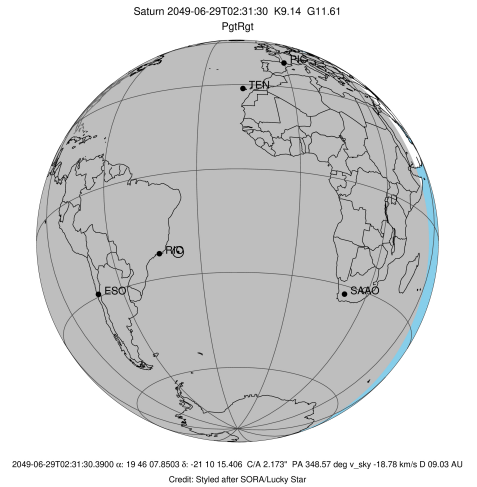 Saturn 2049-06-29T02:31:30  K9.14  G11.61
PgtRgt
PIC
TEN
RIO
ESO
SAAO
2049-06-29T02:31:30.3900 α: 19 46 07.8503 δ: -21 10 15.406  C/A 2.173"  PA 348.57 deg v_sky -18.78 km/s D 09.03 AU
Credit: Styled after SORA/Lucky Star